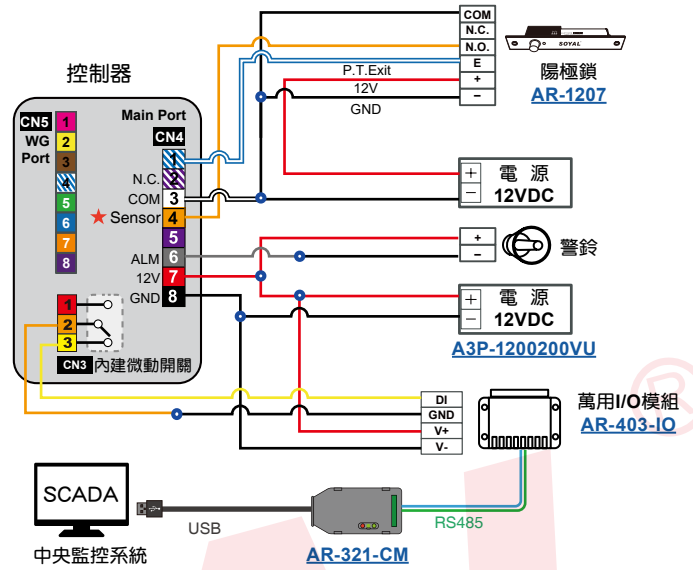 控制器
CN5
WG
Port
1
2
3
4
5
6
7
8
Main Port
CN4
1
N.C. 2
COM 3
★ Sensor 4
5
ALM 6
12V 7
GND 8
1
2
3
CN3 內建微動開關
COM
N.C.
N.O.
E
+
−
P.T.Exit
12V
GND
SOYAL
陽極鎖
AR-1207
+
−
電 源
12VDC
+
−
警鈴
+
−
電 源
12VDC
A3P-1200200VU
DI
GND
V+
V-
萬用I/O模組
AR-403-IO
®
SCADA
中央監控系統
USB
AR-321-CM
RS485